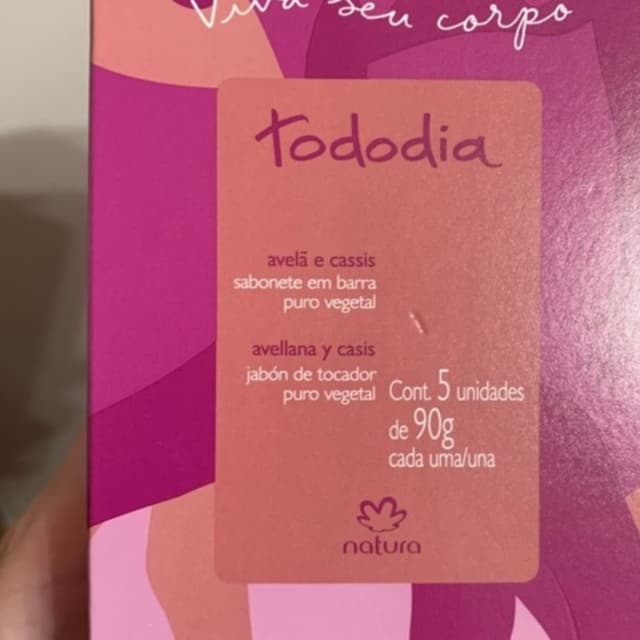 Viva seu corpo
tododia
avelã e cassis
sabonete em barra
puro vegetal
avellana y casis
jabón de tocador
puro vegetal
Cont. 5 unidades
de 90g
cada uma/una
natura